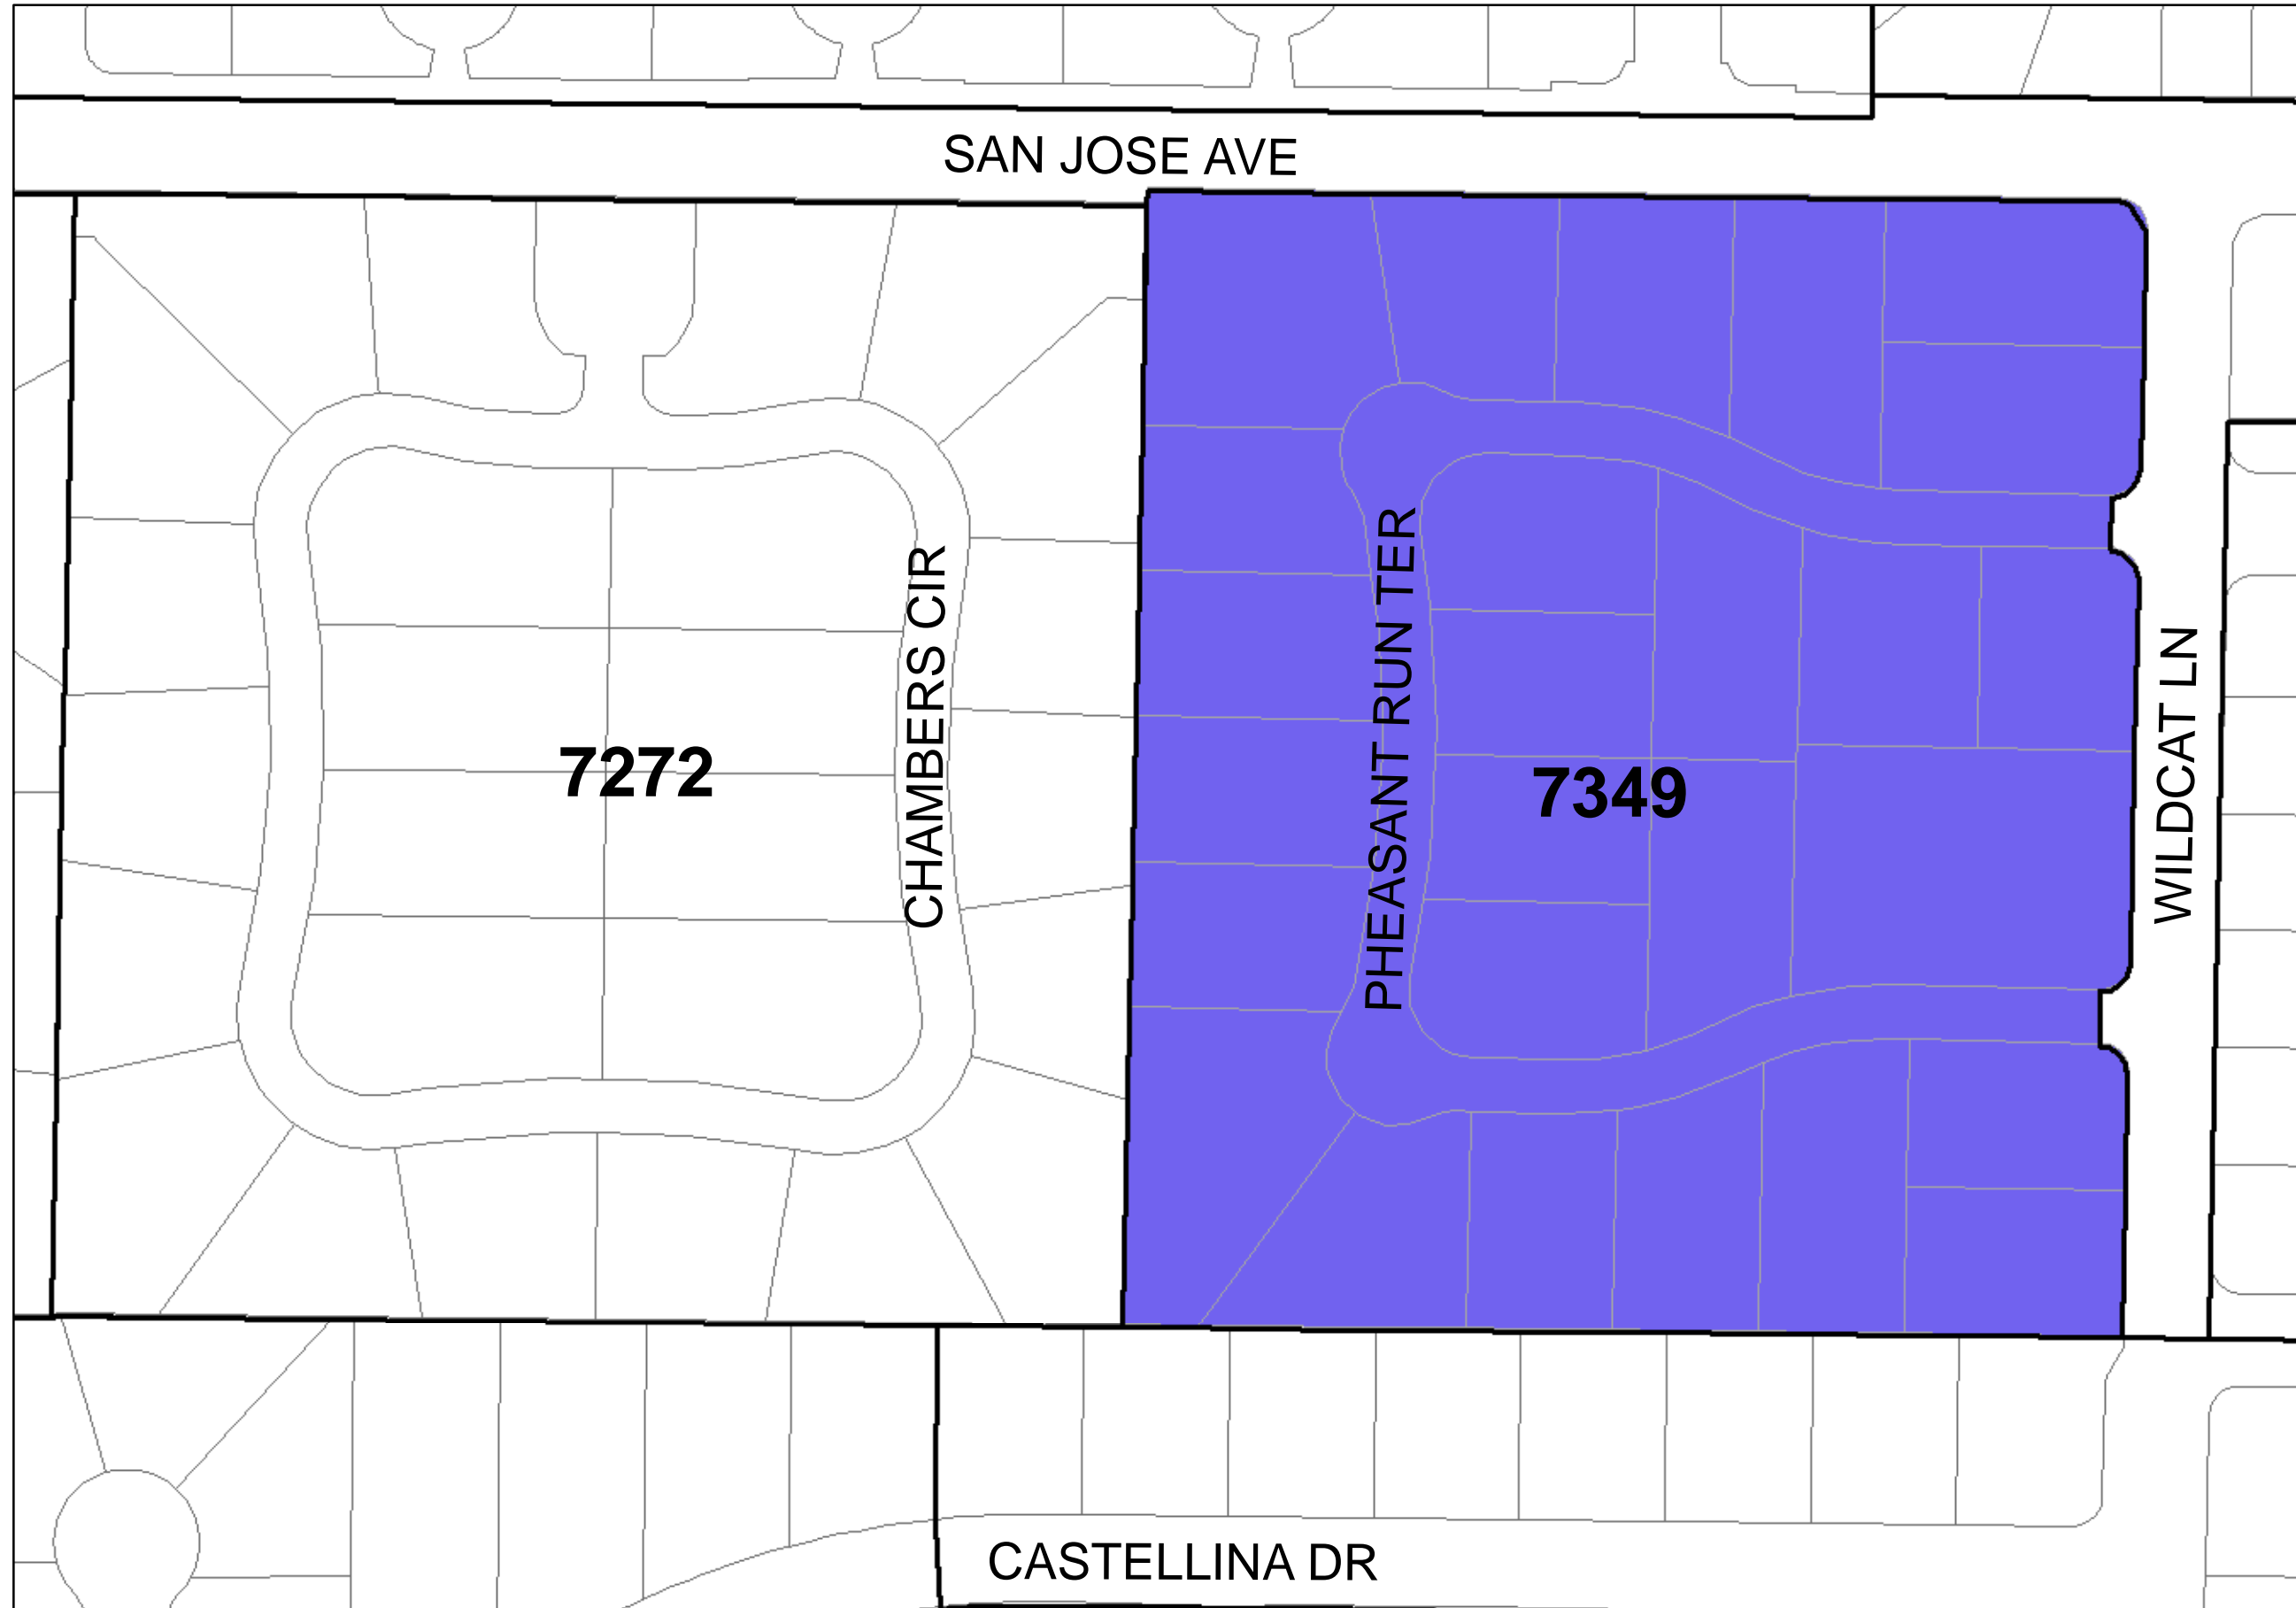 SAN JOSE AVE
CHAMBERS CIR
PHEASANT RUN TER
WILDCAT LN
7272
7349
CASTELLINA DR